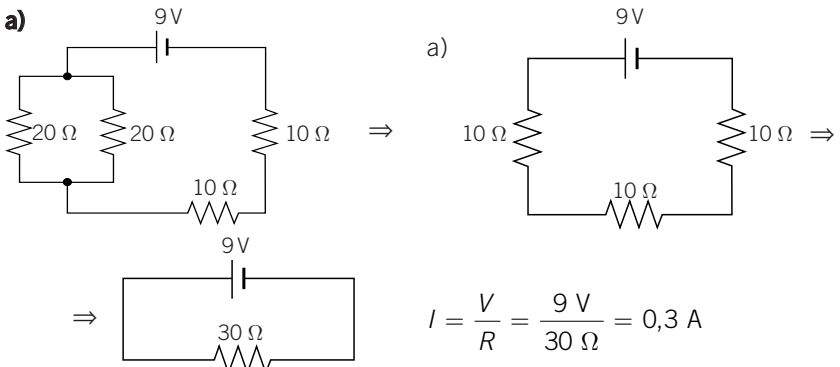 a)
9 V
20 Ω 20 Ω 10 Ω ⇒
10 Ω
a)
9 V
10 Ω 10 Ω ⇒
10 Ω
⇒
9 V
30 Ω
I = V/R = 9 V/30 Ω = 0,3 A